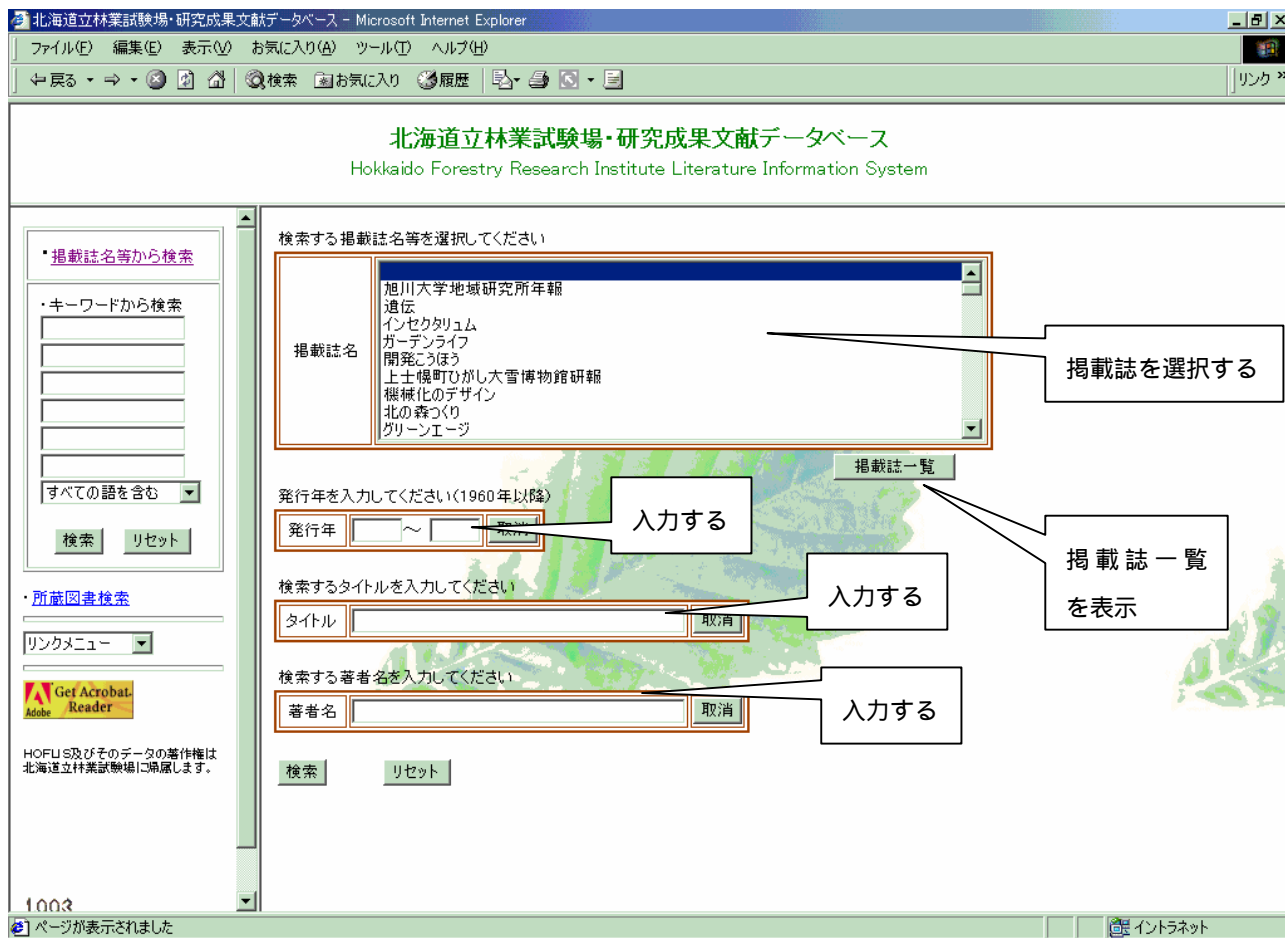 北海道立林業試験場・研究成果文献データベース - Microsoft Internet Explorer
ファイル(F) 編集(E) 表示(V) お気に入り(A) ツール(T) ヘルプ(H)
戻る 検索 お気に入り 履歴 リンク »
北海道立林業試験場・研究成果文献データベース
Hokkaido Forestry Research Institute Literature Information System
・掲載誌名等から検索
・キーワードから検索
すべての語を含む
検索 リセット
・所蔵図書検索
リンクメニュー
Get Acrobat
Adobe Reader
HOFLIS及びそのデータの著作権は
北海道立林業試験場に帰属します。
1003
検索する掲載誌名等を選択してください
掲載誌名
旭川大学地域研究所年報
遺伝
インセクタリュム
ガーデンライフ
開発こうほう
上士幌町ひがし大雪博物館研報
機械化のデザイン
北の森づくり
グリーンエージ
掲載誌を選択する
掲載誌一覧
掲載誌一覧
を表示
発行年を入力してください(1960年以降)
発行年 ～ 取消
入力する
検索するタイトルを入力してください
タイトル 取消
入力する
検索する著者名を入力してください
著者名 取消
入力する
検索 リセット
ページが表示されました イントラネット